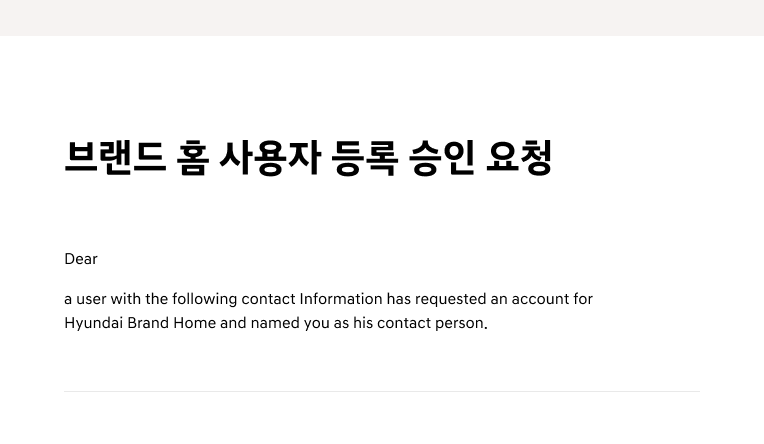 브랜드 홈 사용자 등록 승인 요청
Dear
a user with the following contact Information has requested an account for
Hyundai Brand Home and named you as his contact person.